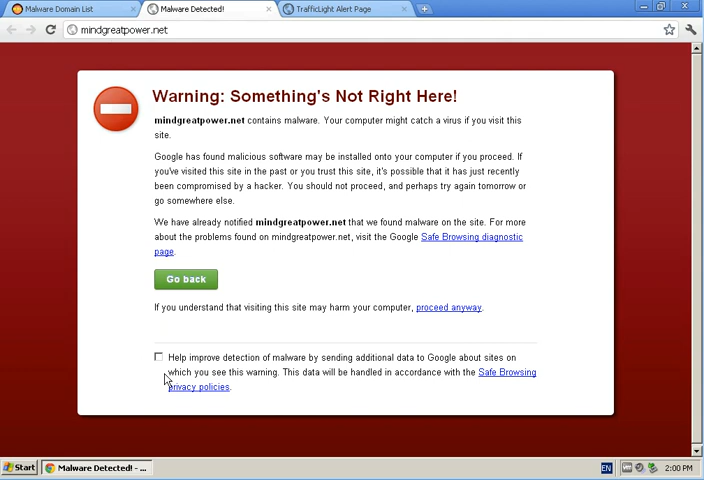 Malware Domain List
Malware Detected!
TrafficLight Alert Page
mindgreatpower.net
Warning: Something's Not Right Here!
mindgreatpower.net contains malware. Your computer might catch a virus if you visit this
site.
Google has found malicious software may be installed onto your computer if you proceed. If
you've visited this site in the past or you trust this site, it's possible that it has just recently
been compromised by a hacker. You should not proceed, and perhaps try again tomorrow or
go somewhere else.
We have already notified mindgreatpower.net that we found malware on the site. For more
about the problems found on mindgreatpower.net, visit the Google Safe Browsing diagnostic
page.
Go back
If you understand that visiting this site may harm your computer, proceed anyway.
Help improve detection of malware by sending additional data to Google about sites on
which you see this warning. This data will be handled in accordance with the Safe Browsing
privacy policies.
Start
Malware Detected! - ...
EN
2:00 PM